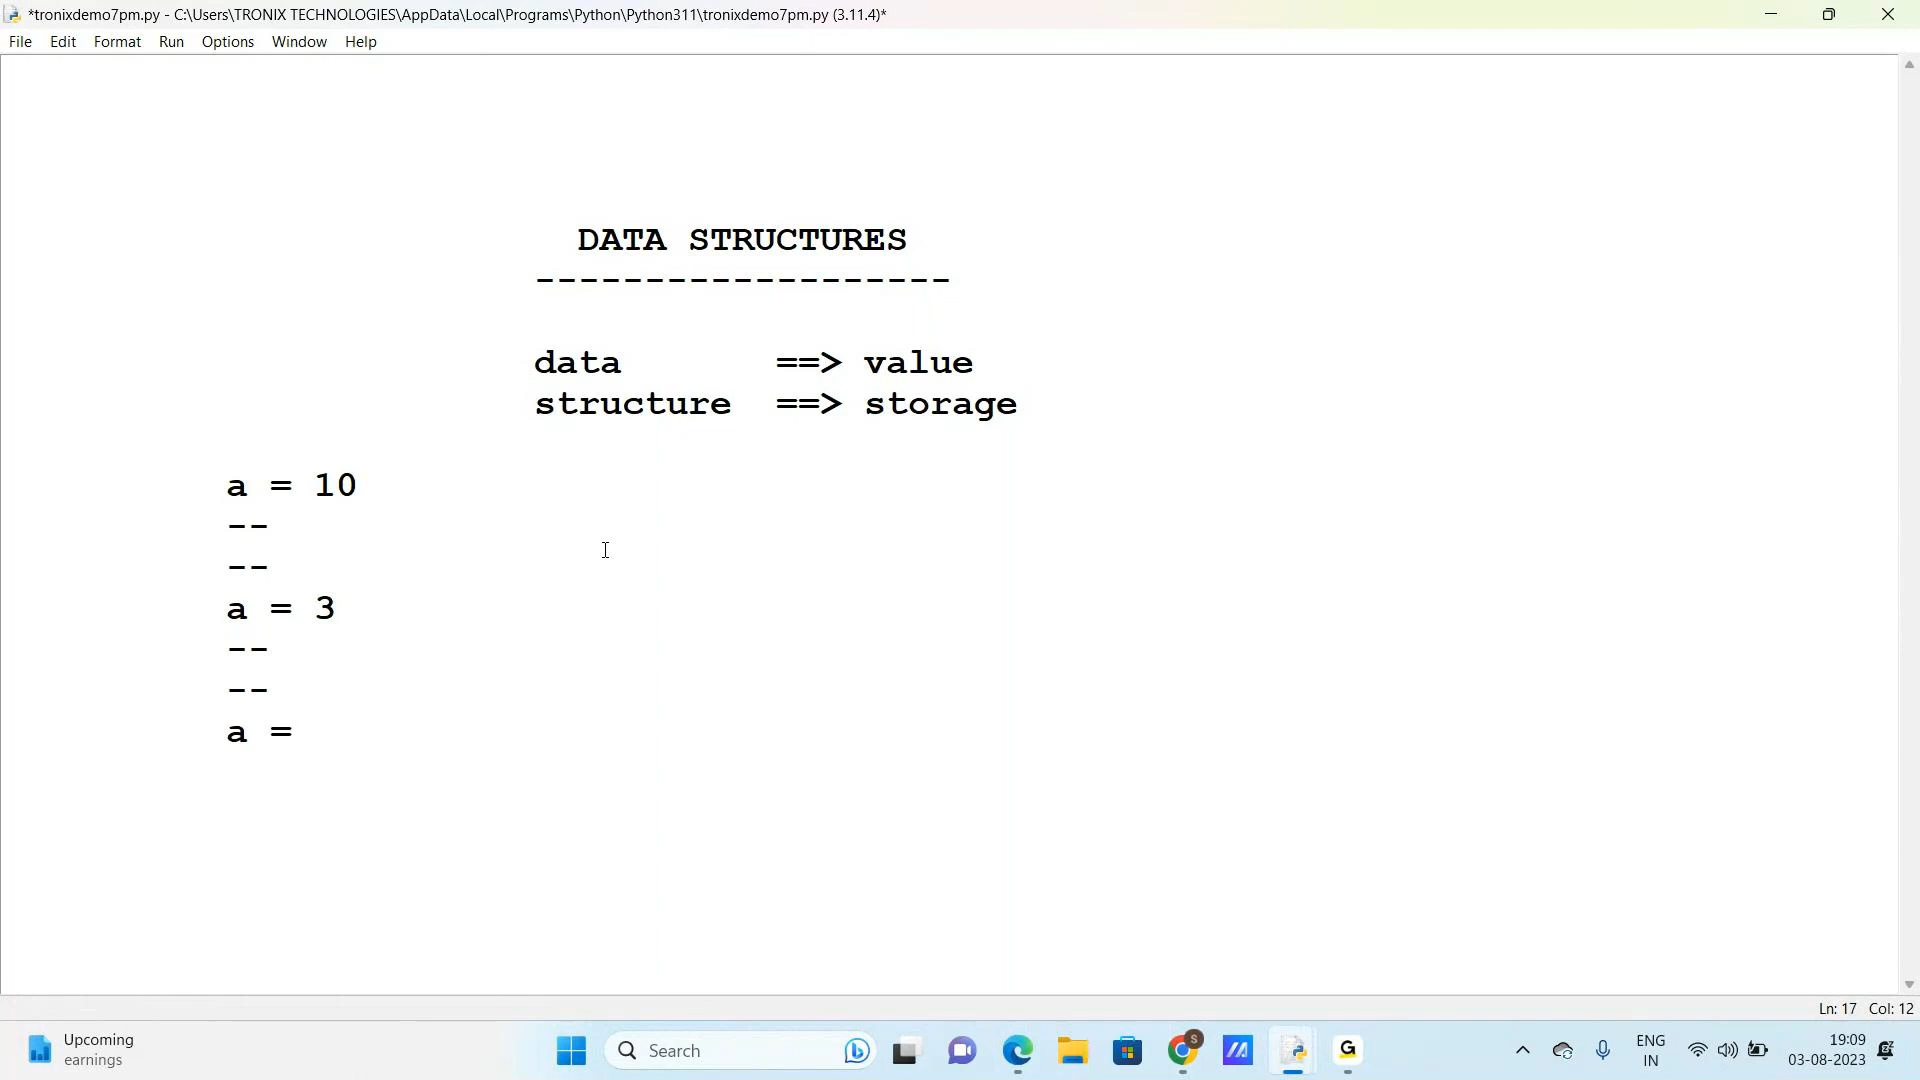 *tronixdemo7pm.py - C:\Users\TRONIX TECHNOLOGIES\AppData\Local\Programs\Python\Python311\tronixdemo7pm.py (3.11.4)*
File Edit Format Run Options Window Help
DATA STRUCTURES
-------------------
data ==> value
structure ==> storage
a = 10
--
--
a = 3
--
--
a =
Ln: 17 Col: 12
Upcoming
earnings
Search
S
G
ENG
IN
19:09
03-08-2023